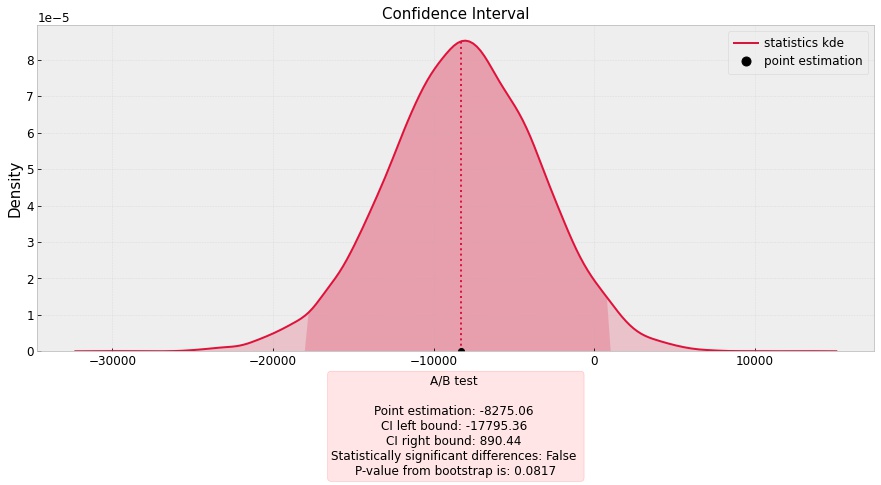 Confidence Interval
1e−5
statistics kde
point estimation
8
7
6
5
4
3
2
1
0
Density
−30000
−20000
−10000
0
10000
A/B test
Point estimation: -8275.06
CI left bound: -17795.36
CI right bound: 890.44
Statistically significant differences: False
P-value from bootstrap is: 0.0817